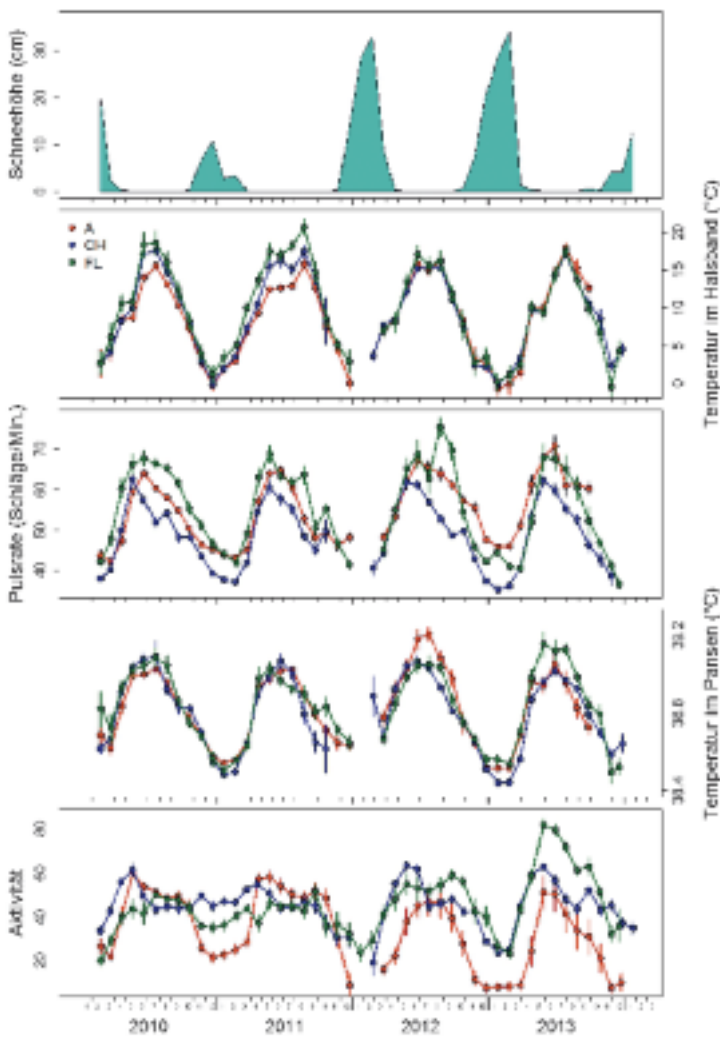 Schneehöhe (cm)
0 10 20 30
A
CH
FL
Temperatur im Halsband (°C)
0 5 10 15 20
Pulsrate (Schläge/Min.)
40 50 60 70
Temperatur im Pansen (°C)
38.4 38.8 39.2
Aktivität
20 40 60 80
2010 2011 2012 2013